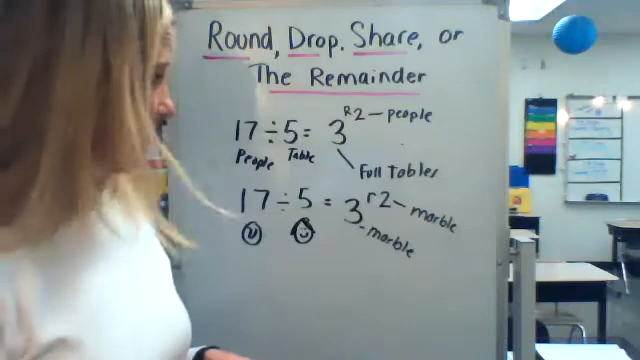 Round, Drop, Share, or
The Remainder
17 ÷ 5 = 3 R2 — people
People Table
Full Tables
17 ÷ 5 = 3 r2 — marble
- marble